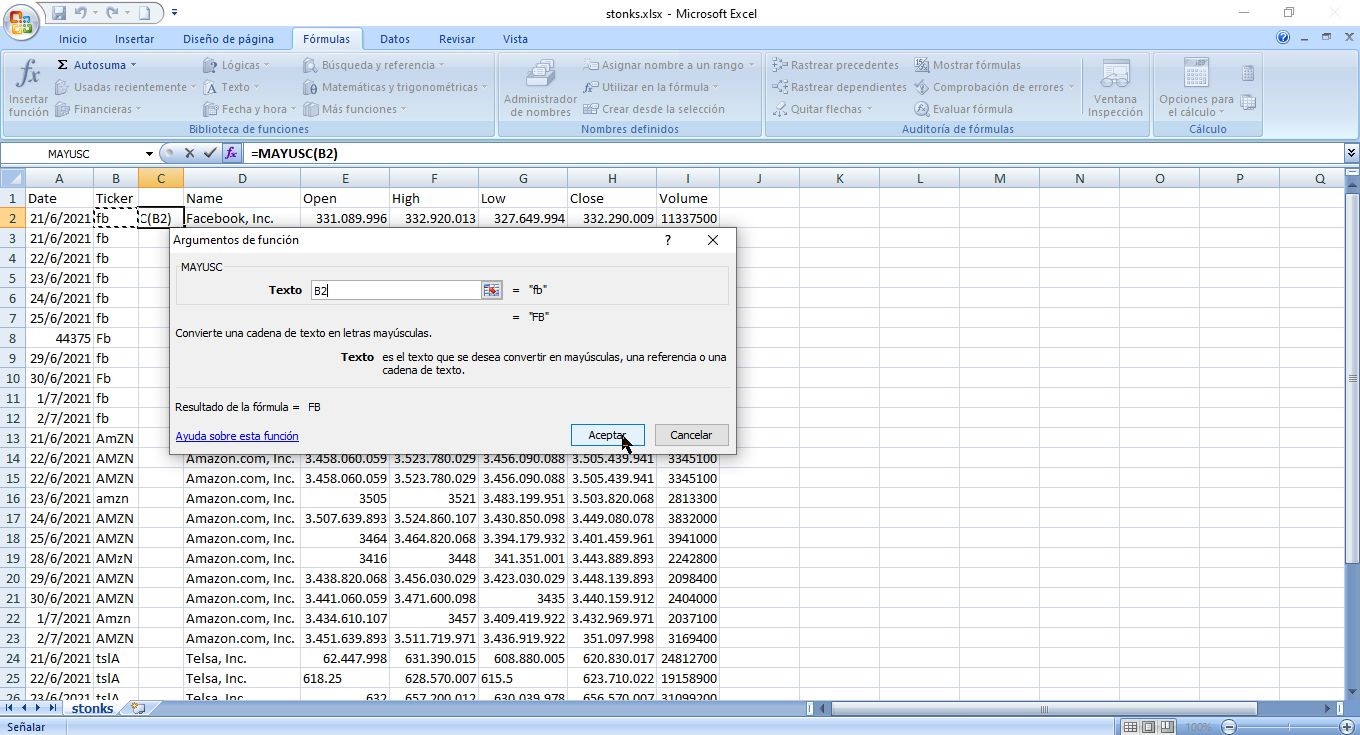 stonks.xlsx - Microsoft Excel
Inicio Insertar Diseño de página Fórmulas Datos Revisar Vista
Insertar función
Σ Autosuma
Usadas recientemente
Financieras
Lógicas
Texto
Fecha y hora
Búsqueda y referencia
Matemáticas y trigonométricas
Más funciones
Biblioteca de funciones
Administrador de nombres
Asignar nombre a un rango
Utilizar en la fórmula
Crear desde la selección
Nombres definidos
Rastrear precedentes
Rastrear dependientes
Quitar flechas
Mostrar fórmulas
Comprobación de errores
Evaluar fórmula
Ventana Inspección
Auditoría de fórmulas
Opciones para el cálculo
Cálculo
MAYUSC fx =MAYUSC(B2)
A B C D E F G H I J K L M N O P Q
1 Date Ticker Name Open High Low Close Volume
2 21/6/2021 fb C(B2) Facebook, Inc. 331.089.996 332.920.013 327.649.994 332.290.009 11337500
3 21/6/2021 fb
4 22/6/2021 fb
5 23/6/2021 fb
6 24/6/2021 fb
7 25/6/2021 fb
8 44375 Fb
9 29/6/2021 fb
10 30/6/2021 Fb
11 1/7/2021 fb
12 2/7/2021 fb
13 21/6/2021 AmZN
Argumentos de función ?
MAYUSC
Texto B2 = "fb"
= "FB"
Convierte una cadena de texto en letras mayúsculas.
Texto es el texto que se desea convertir en mayúsculas, una referencia o una
cadena de texto.
Resultado de la fórmula = FB
Ayuda sobre esta función Aceptar Cancelar
14 22/6/2021 AMZN Amazon.com, Inc. 3.458.060.059 3.523.780.029 3.456.090.088 3.505.439.941 3345100
15 22/6/2021 AMZN Amazon.com, Inc. 3.458.060.059 3.523.780.029 3.456.090.088 3.505.439.941 3345100
16 23/6/2021 amzn Amazon.com, Inc. 3505 3521 3.483.199.951 3.503.820.068 2813300
17 24/6/2021 AMZN Amazon.com, Inc. 3.507.639.893 3.524.860.107 3.430.850.098 3.449.080.078 3832000
18 25/6/2021 AMZN Amazon.com, Inc. 3464 3.464.820.068 3.394.179.932 3.401.459.961 3941000
19 28/6/2021 AMzN Amazon.com, Inc. 3416 3448 341.351.001 3.443.889.893 2242800
20 29/6/2021 AMZN Amazon.com, Inc. 3.438.820.068 3.456.030.029 3.423.030.029 3.448.139.893 2098400
21 30/6/2021 AMZN Amazon.com, Inc. 3.441.060.059 3.471.600.098 3435 3.440.159.912 2404000
22 1/7/2021 Amzn Amazon.com, Inc. 3.434.610.107 3457 3.409.419.922 3.432.969.971 2037100
23 2/7/2021 AMZN Amazon.com, Inc. 3.451.639.893 3.511.719.971 3.436.919.922 351.097.998 3169400
24 21/6/2021 tslA Telsa, Inc. 62.447.998 631.390.015 608.880.005 620.830.017 24812700
25 22/6/2021 tslA Telsa, Inc. 618.25 628.570.007 615.5 623.710.022 19158900
26 23/6/2021 tslA Telsa, Inc. 632 657.200.012 630.039.978 656.570.007 31099200
stonks
Señalar 100%